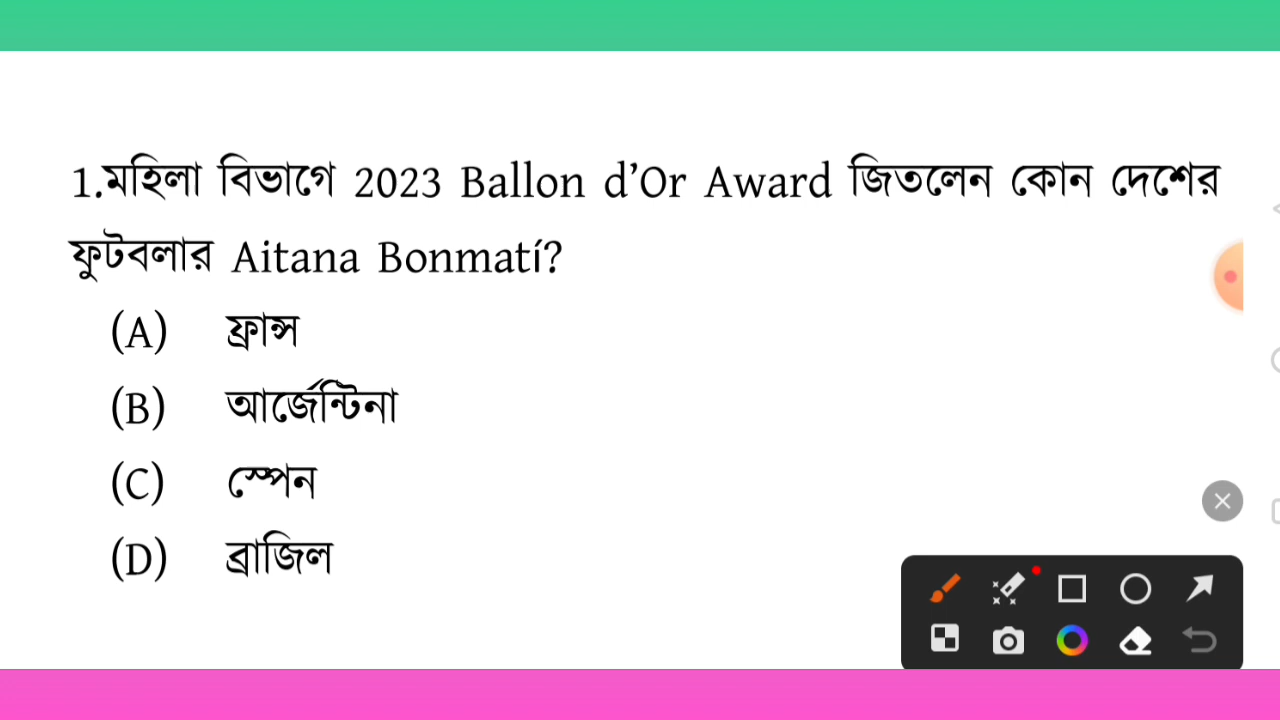 1.মহিলা বিভাগে 2023 Ballon d’Or Award জিতলেন কোন দেশের
ফুটবলার Aitana Bonmatí?
(A) ফ্রান্স
(B) আর্জেন্টিনা
(C) স্পেন
(D) ব্রাজিল